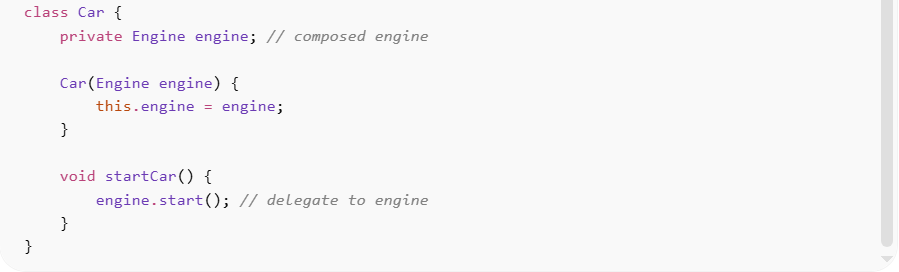 class Car {
    private Engine engine; // composed engine

    Car(Engine engine) {
        this.engine = engine;
    }

    void startCar() {
        engine.start(); // delegate to engine
    }
}